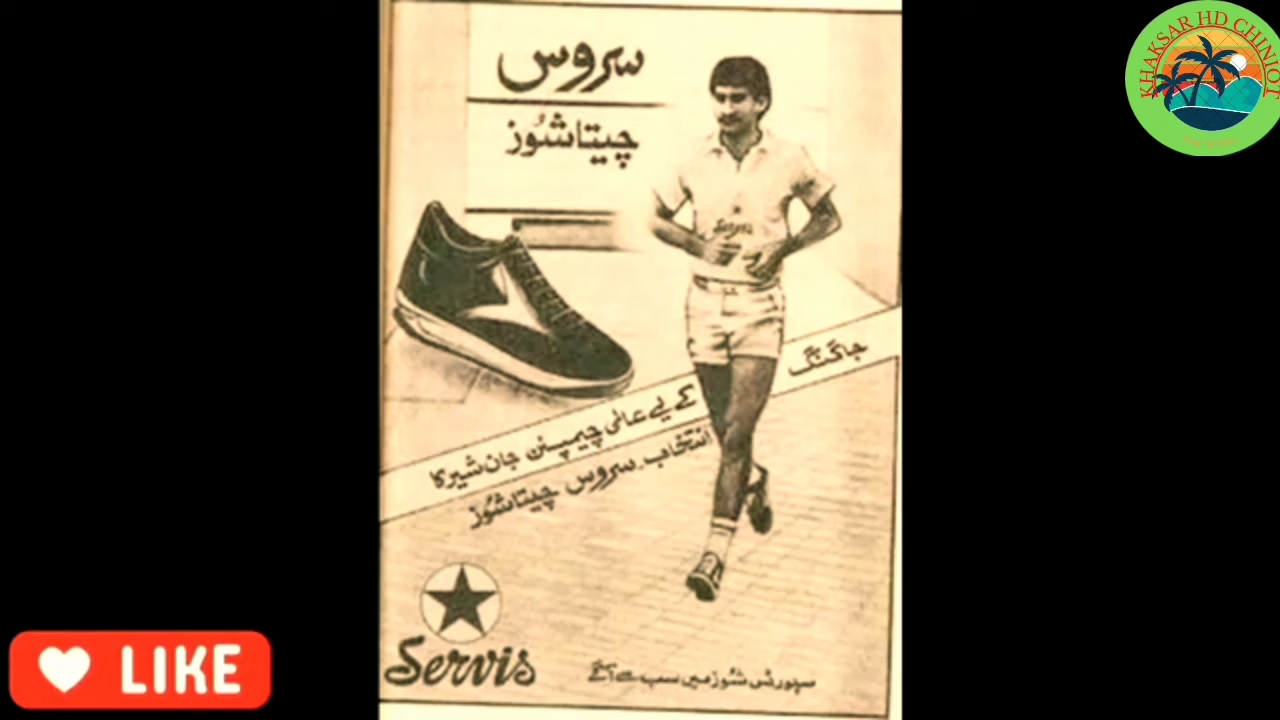 سروس
چیتا شوز
جاگنگ
کے لیے عالمی چیمپئن جان شیر کا
انتخاب۔ سروس چیتا شوز
Servis
سپورٹس شوز میں سب سے آگے
KHAKSAR HD CHINIOT
LIKE